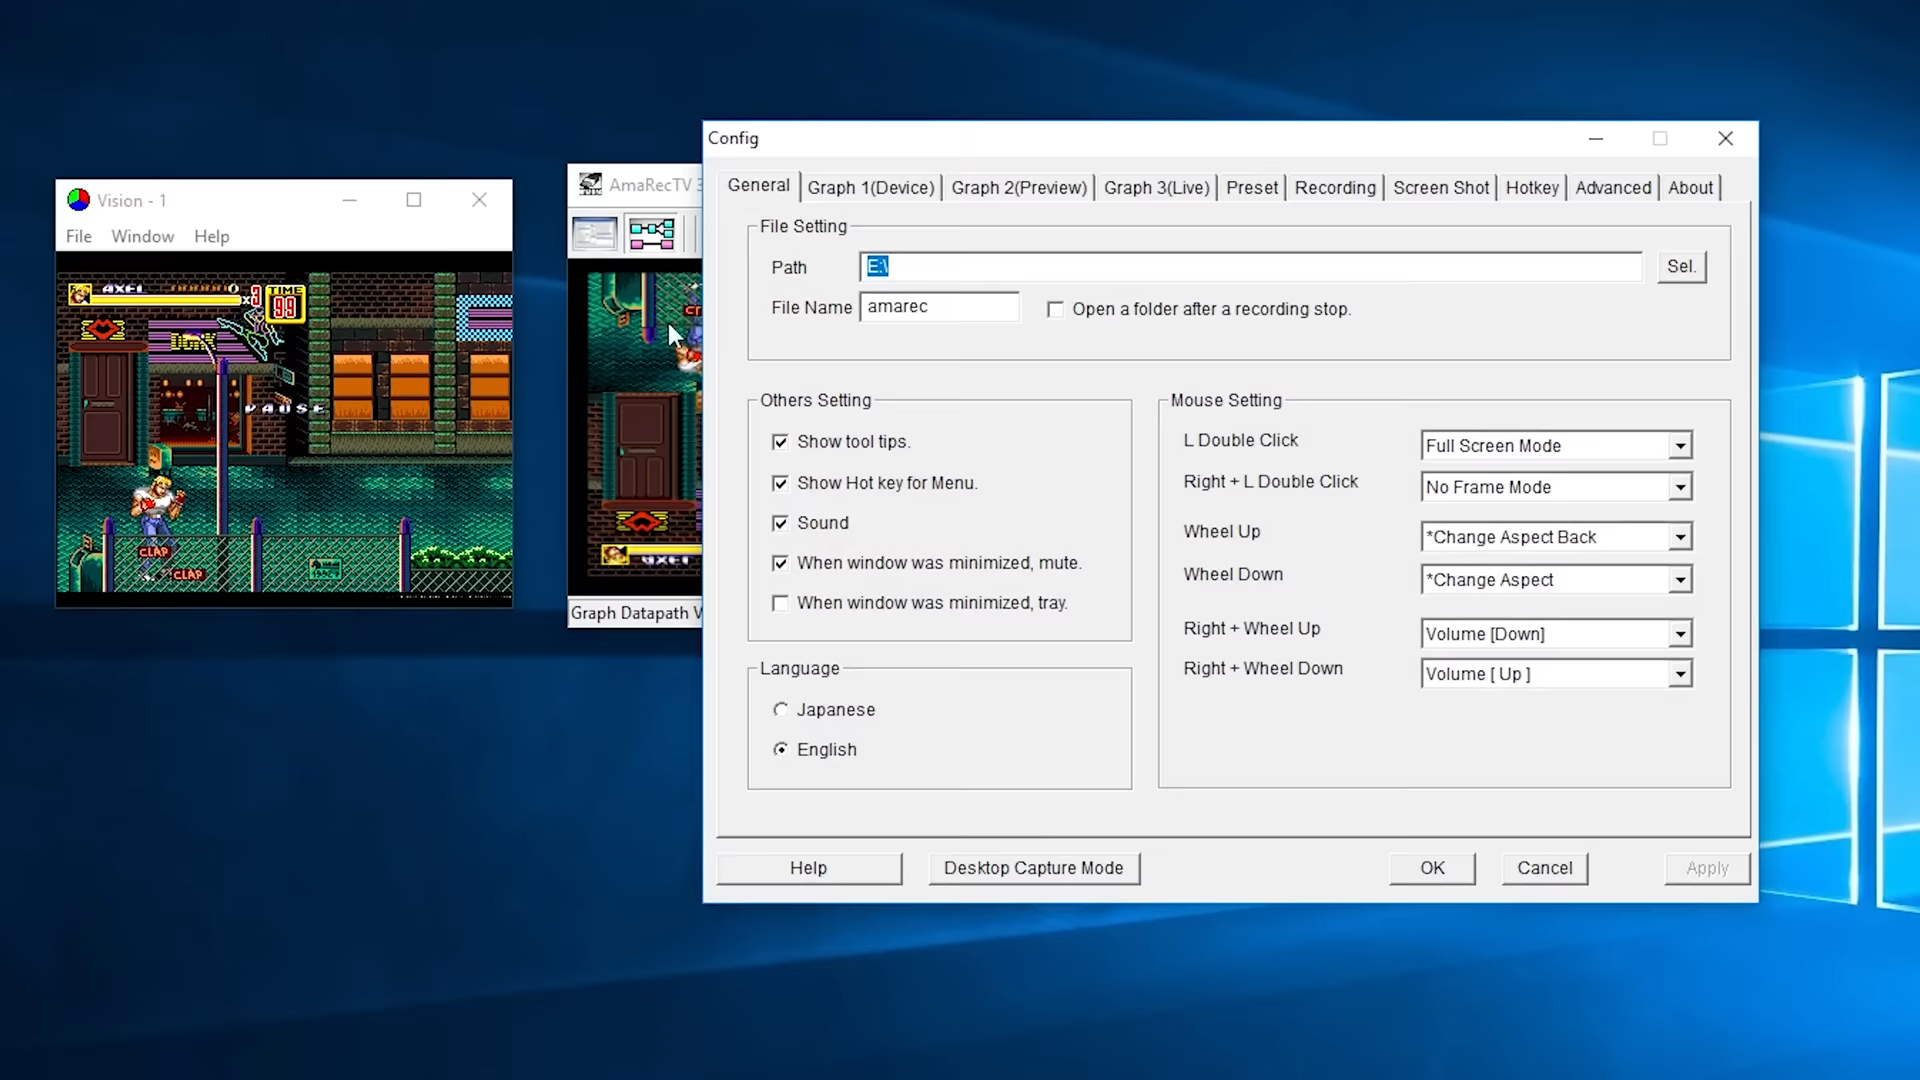 Vision - 1
File Window Help
AXEL
x3
TIME
99
PAUSE
CLAP
CLAP
AmaRecTV 3
AXEL
Graph Datapath V
Config
General Graph 1(Device) Graph 2(Preview) Graph 3(Live) Preset Recording Screen Shot Hotkey Advanced About
File Setting
Path E:\ Sel.
File Name amarec Open a folder after a recording stop.
Others Setting
Show tool tips.
Show Hot key for Menu.
Sound
When window was minimized, mute.
When window was minimized, tray.
Language
Japanese
English
Mouse Setting
L Double Click Full Screen Mode
Right + L Double Click No Frame Mode
Wheel Up *Change Aspect Back
Wheel Down *Change Aspect
Right + Wheel Up Volume [Down]
Right + Wheel Down Volume [ Up ]
Help Desktop Capture Mode OK Cancel Apply